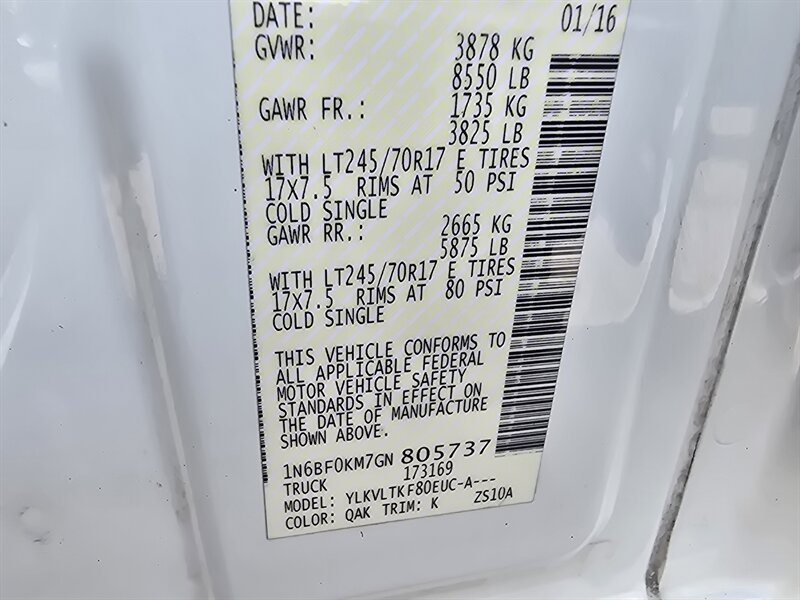 DATE: 01/16
GVWR: 3878 KG
8550 LB
GAWR FR.: 1735 KG
3825 LB
WITH LT245/70R17 E TIRES
17X7.5 RIMS AT 50 PSI
COLD SINGLE
GAWR RR.: 2665 KG
5875 LB
WITH LT245/70R17 E TIRES
17X7.5 RIMS AT 80 PSI
COLD SINGLE
THIS VEHICLE CONFORMS TO
ALL APPLICABLE FEDERAL
MOTOR VEHICLE SAFETY
STANDARDS IN EFFECT ON
THE DATE OF MANUFACTURE
SHOWN ABOVE.
1N6BF0KM7GN 805737
TRUCK 173169
MODEL: YLKVLTKF80EUC-A---
COLOR: QAK TRIM: K ZS10A